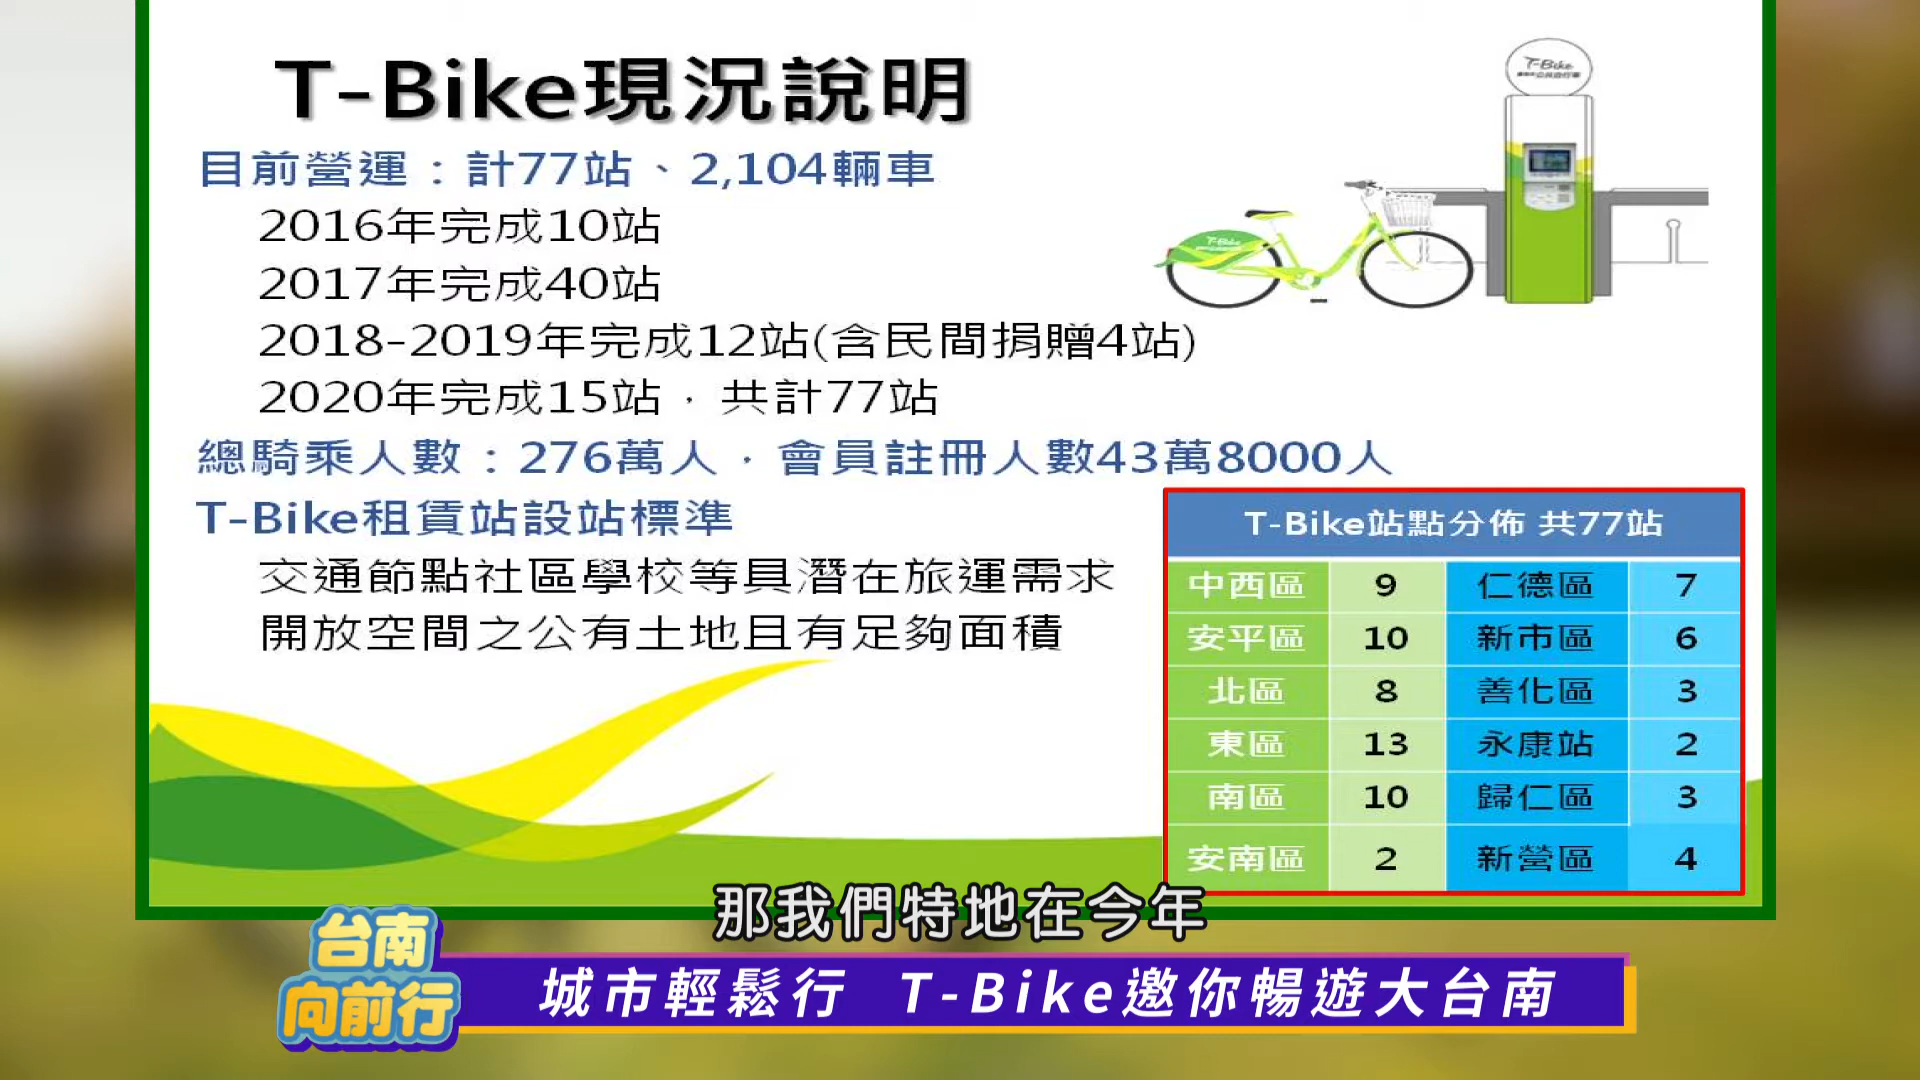 T-Bike現況說明
目前營運：計77站、2,104輛車
2016年完成10站
2017年完成40站
2018-2019年完成12站(含民間捐贈4站)
2020年完成15站，共計77站
總騎乘人數：276萬人，會員註冊人數43萬8000人
T-Bike租賃站設站標準
交通節點社區學校等具潛在旅運需求
開放空間之公有土地且有足夠面積
T-Bike
T-Bike
T-Bike站點分佈 共77站
中西區 9 仁德區 7
安平區 10 新市區 6
北區 8 善化區 3
東區 13 永康站 2
南區 10 歸仁區 3
安南區 2 新營區 4
那我們特地在今年
台南
向前行
城市輕鬆行 T-Bike邀你暢遊大台南